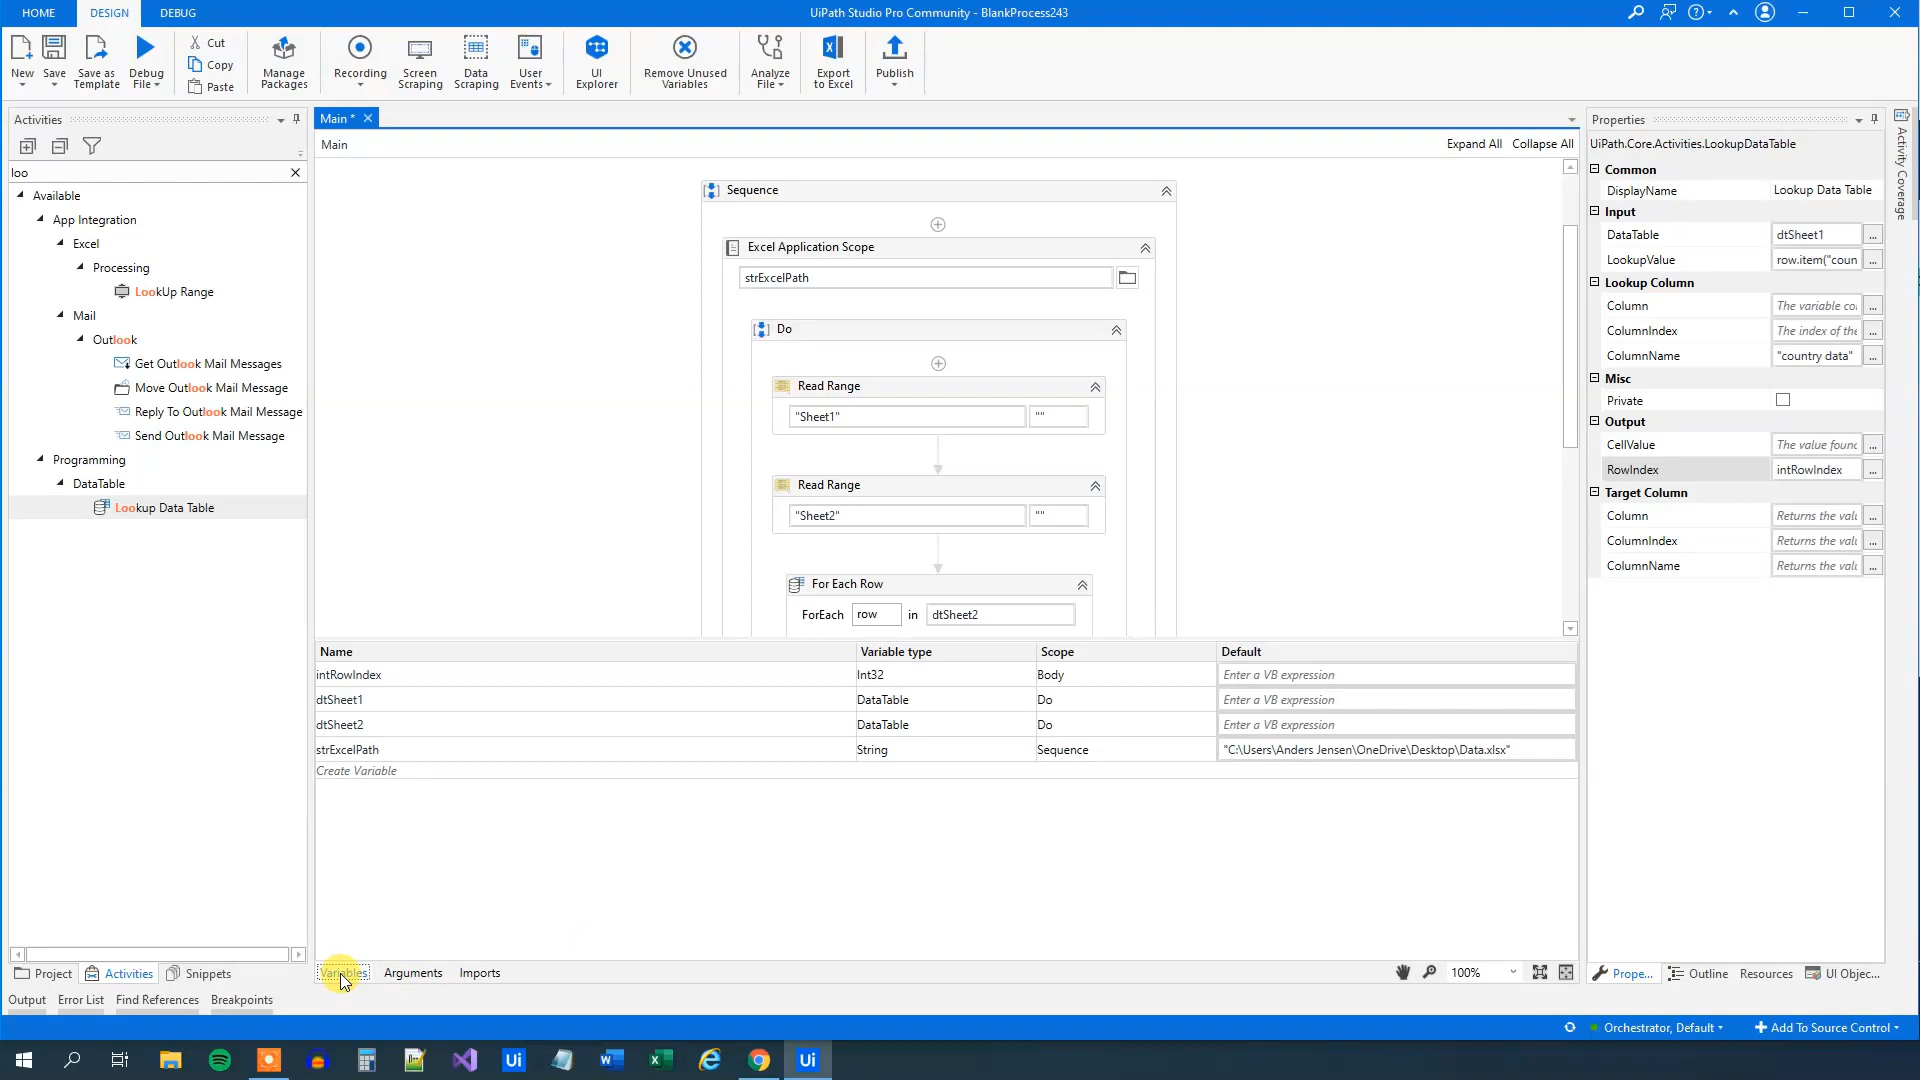 HOME DESIGN DEBUG UiPath Studio Pro Community - BlankProcess243
New Save Save as Template Debug File Cut Copy Paste Manage Packages Recording Screen Scraping Data Scraping User Events UI Explorer Remove Unused Variables Analyze File Export to Excel Publish
Activities
loo
Available
App Integration
Excel
Processing
LookUp Range
Mail
Outlook
Get Outlook Mail Messages
Move Outlook Mail Message
Reply To Outlook Mail Message
Send Outlook Mail Message
Programming
DataTable
Lookup Data Table
Project Activities Snippets
Main *
Main Expand All Collapse All
Sequence
Excel Application Scope
strExcelPath
Do
Read Range
"Sheet1" ""
Read Range
"Sheet2" ""
For Each Row
ForEach row in dtSheet2
Name Variable type Scope Default
intRowIndex Int32 Body Enter a VB expression
dtSheet1 DataTable Do Enter a VB expression
dtSheet2 DataTable Do Enter a VB expression
strExcelPath String Sequence "C:\Users\Anders Jensen\OneDrive\Desktop\Data.xlsx"
Create Variable
Variables Arguments Imports 100%
Properties
UiPath.Core.Activities.LookupDataTable
Common
DisplayName Lookup Data Table
Input
DataTable dtSheet1 ...
LookupValue row.item("coun ...
Lookup Column
Column The variable co ...
ColumnIndex The index of the ...
ColumnName "country data" ...
Misc
Private
Output
CellValue The value found ...
RowIndex intRowIndex ...
Target Column
Column Returns the valu ...
ColumnIndex Returns the valu ...
ColumnName Returns the valu ...
Prope... Outline Resources UI Objec...
Activity Coverage
Output Error List Find References Breakpoints
Orchestrator, Default Add To Source Control
Ui W X Ui